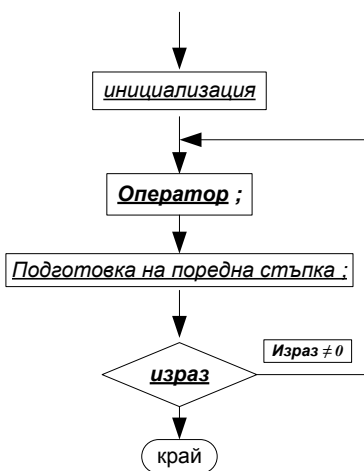 инициализация
Оператор ;
Подготовка на поредна стъпка ;
израз
Израз ≠ 0
край